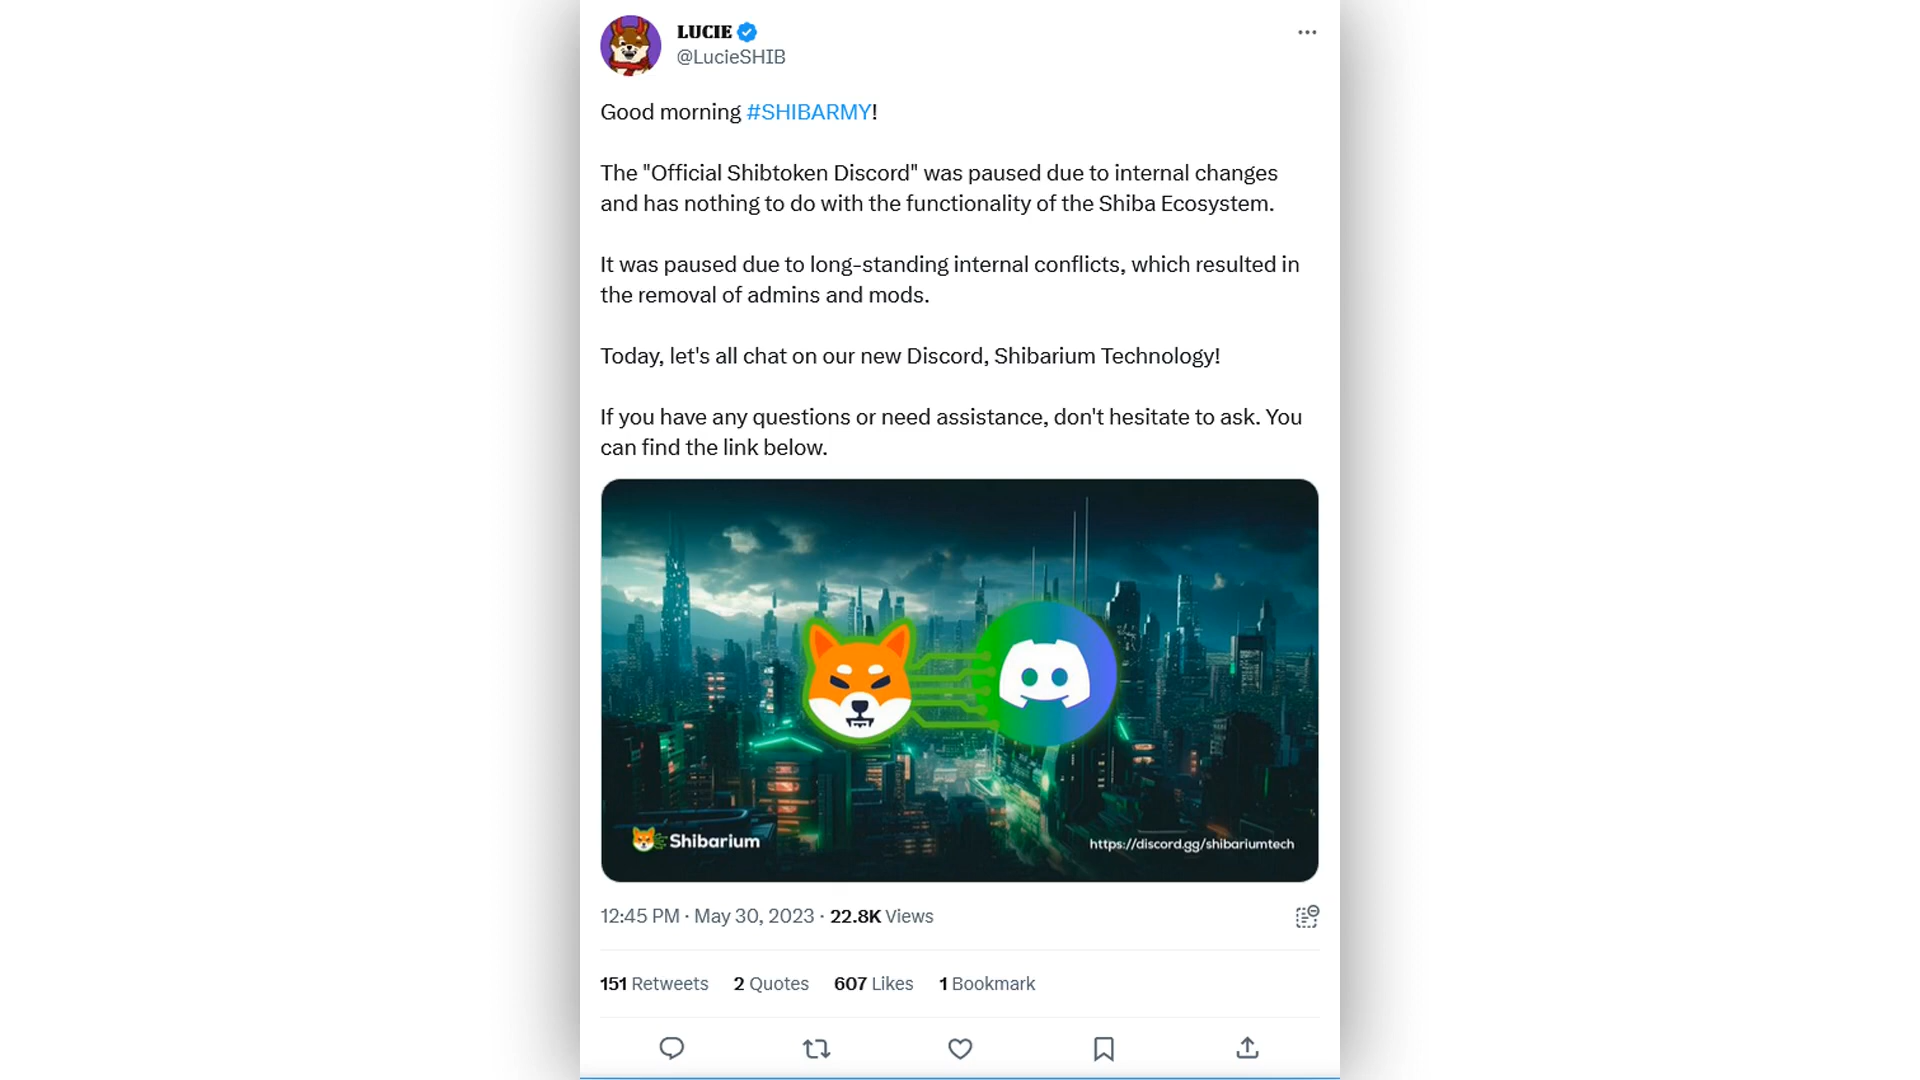 LUCIE
@LucieSHIB
Good morning #SHIBARMY!
The "Official Shibtoken Discord" was paused due to internal changes
and has nothing to do with the functionality of the Shiba Ecosystem.
It was paused due to long-standing internal conflicts, which resulted in
the removal of admins and mods.
Today, let's all chat on our new Discord, Shibarium Technology!
If you have any questions or need assistance, don't hesitate to ask. You
can find the link below.
Shibarium
https://discord.gg/shibariumtech
12:45 PM · May 30, 2023 · 22.8K Views
151 Retweets 2 Quotes 607 Likes 1 Bookmark